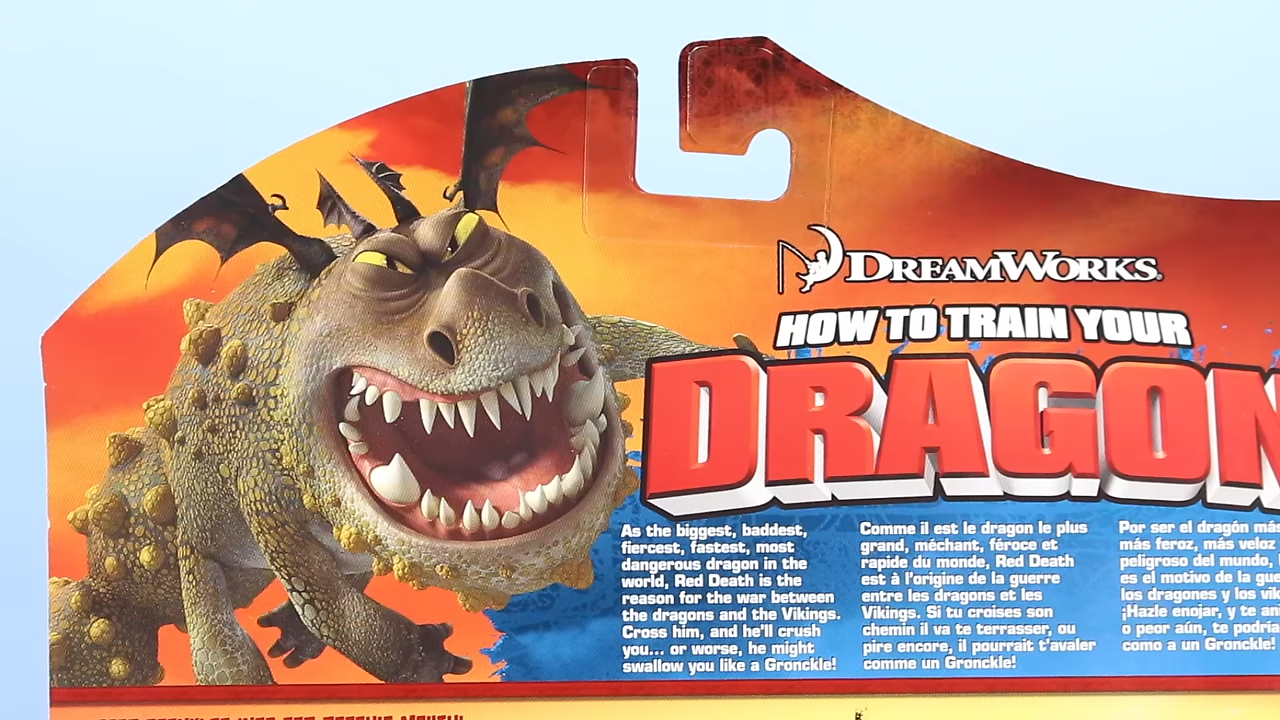 DREAMWORKS
HOW TO TRAIN YOUR
DRAGON
As the biggest, baddest,
fiercest, fastest, most
dangerous dragon in the
world, Red Death is the
reason for the war between
the dragons and the Vikings.
Cross him, and he'll crush
you... or worse, he might
swallow you like a Gronckle!
Comme il est le dragon le plus
grand, méchant, féroce et
rapide du monde, Red Death
est à l'origine de la guerre
entre les dragons et les
Vikings. Si tu croises son
chemin il va te terrasser, ou
pire encore, il pourrait t'avaler
comme un Gronckle!
Por ser el dragón más
más feroz, más veloz
peligroso del mundo,
es el motivo de la
los dragones y los
¡Hazle enojar, y te
o peor aún, te podría
como a un Gronckle!